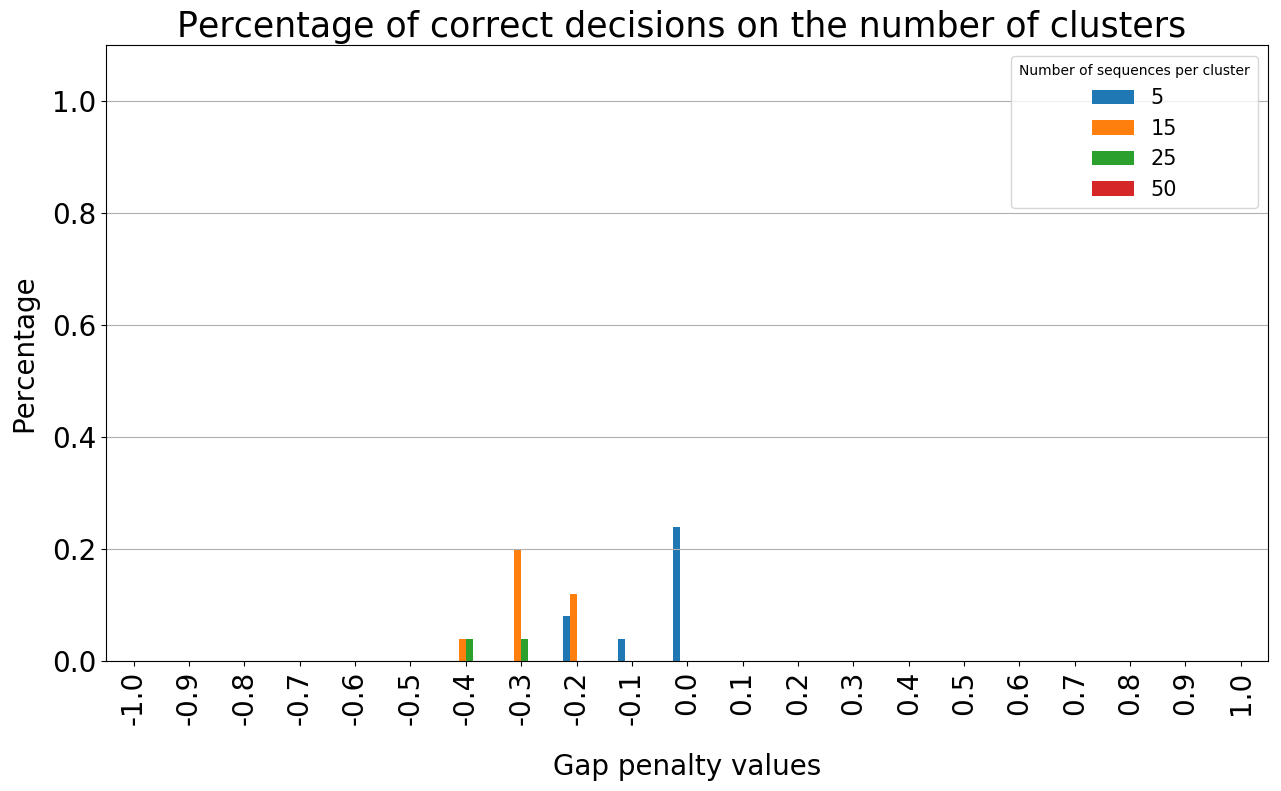 Percentage of correct decisions on the number of clusters
Number of sequences per cluster
5
15
25
50
1.0
0.8
0.6
0.4
0.2
0.0
Percentage
-1.0 -0.9 -0.8 -0.7 -0.6 -0.5 -0.4 -0.3 -0.2 -0.1 0.0 0.1 0.2 0.3 0.4 0.5 0.6 0.7 0.8 0.9 1.0
Gap penalty values